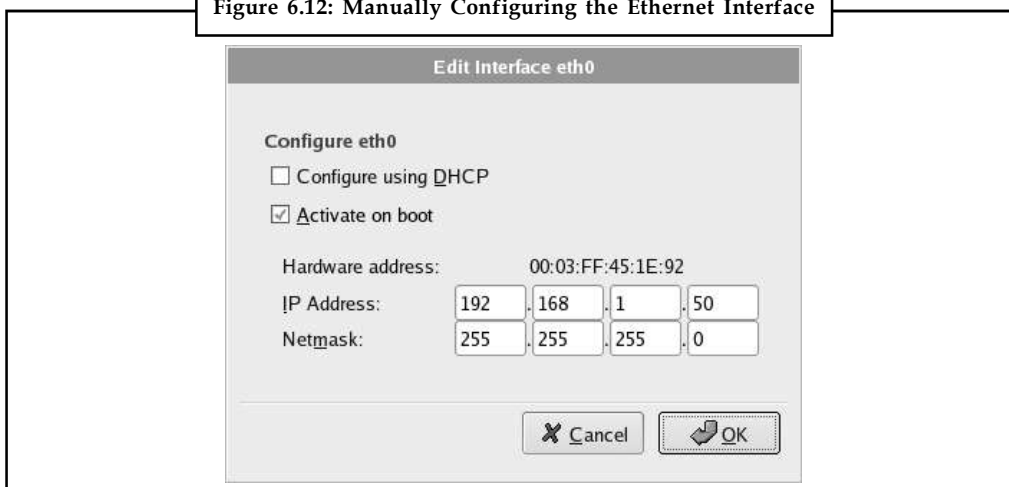 Figure 6.12: Manually Configuring the Ethernet Interface
Edit Interface eth0
Configure eth0
Configure using DHCP
Activate on boot
Hardware address: 00:03:FF:45:1E:92
IP Address: 192 . 168 . 1 . 50
Netmask: 255 . 255 . 255 . 0
Cancel OK